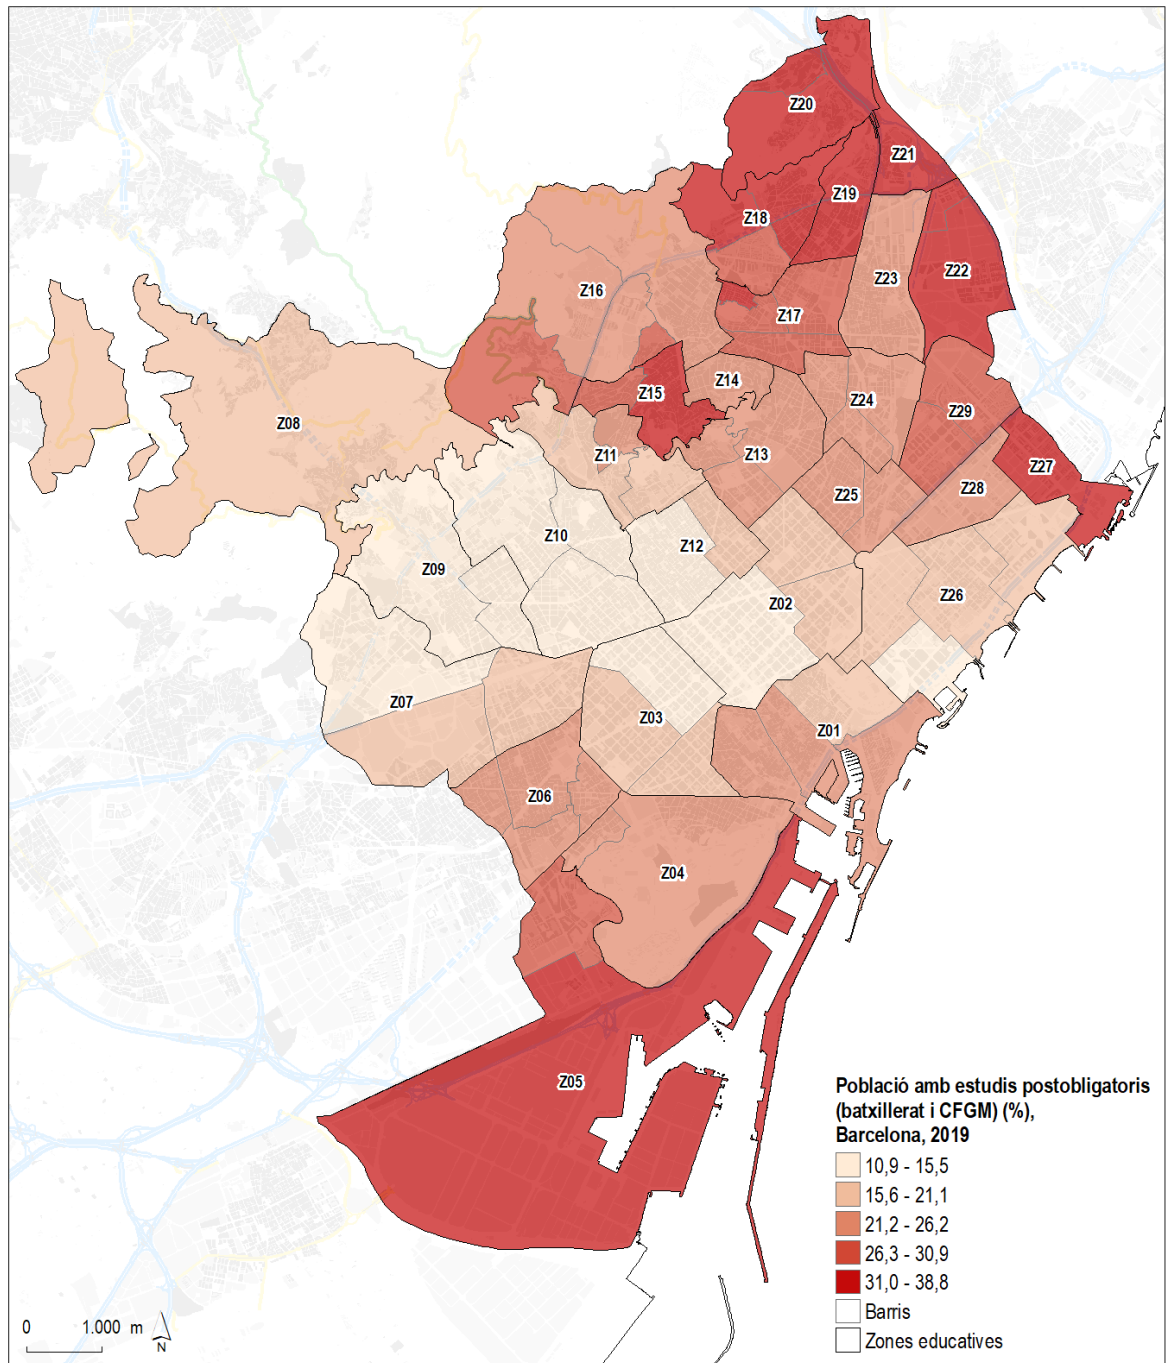 Z20
Z21
Z19
Z18
Z22
Z23
Z16
Z17
Z14
Z15
Z24
Z29
Z08
Z11
Z13
Z27
Z28
Z25
Z10
Z12
Z09
Z26
Z02
Z07
Z03
Z01
Z06
Z04
Z05
Població amb estudis postobligatoris
(batxillerat i CFGM) (%),
Barcelona, 2019
10,9 - 15,5
15,6 - 21,1
21,2 - 26,2
26,3 - 30,9
31,0 - 38,8
Barris
Zones educatives
0 1.000 m
N